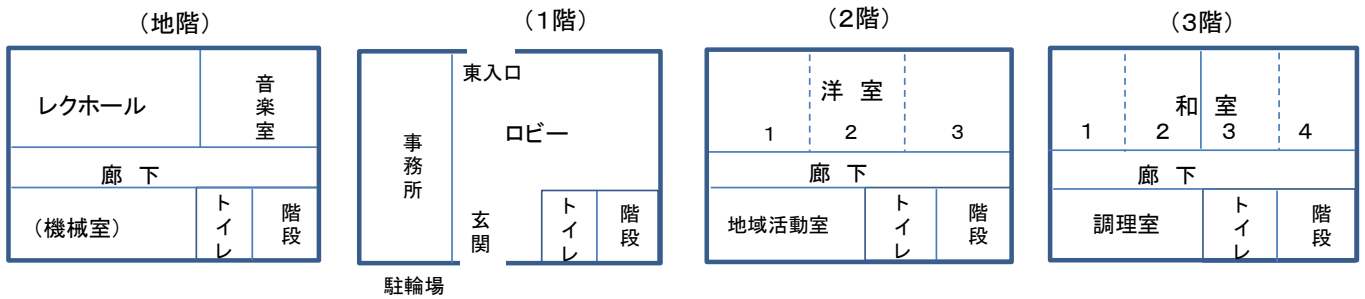 （地階）
レクホール
音楽室
廊 下
（機械室）
トイレ
階段
（1階）
東入口
事務所
ロビー
玄関
トイレ
階段
駐輪場
（2階）
洋 室
1
2
3
廊 下
地域活動室
トイレ
階段
（3階）
和 室
1
2
3
4
廊 下
調理室
トイレ
階段